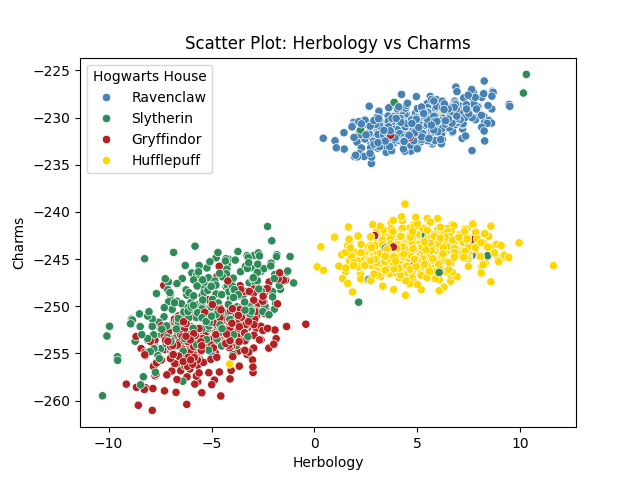 Scatter Plot: Herbology vs Charms
Hogwarts House
Ravenclaw
Slytherin
Gryffindor
Hufflepuff
Charms
−225
−230
−235
−240
−245
−250
−255
−260
−10
−5
0
5
10
Herbology